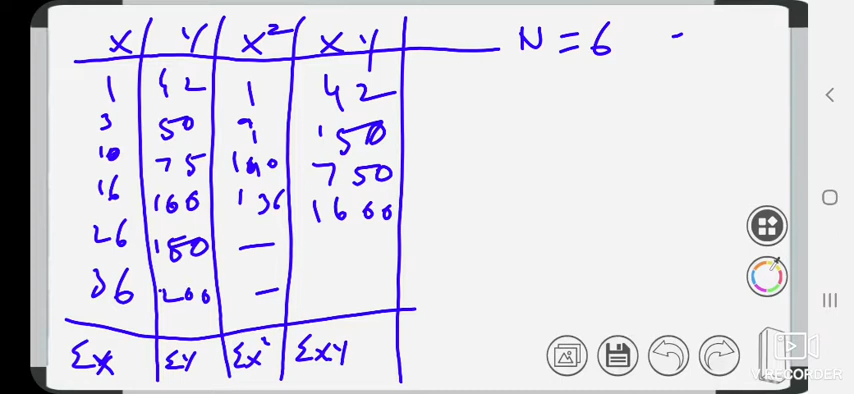 X Y X² XY N = 6
1 42 1 42
3 50 9 150
10 75 100 750
16 100 136 1600
26 150 —
36 200 —
Σx ΣY Σx² ΣXY
V RECORDER